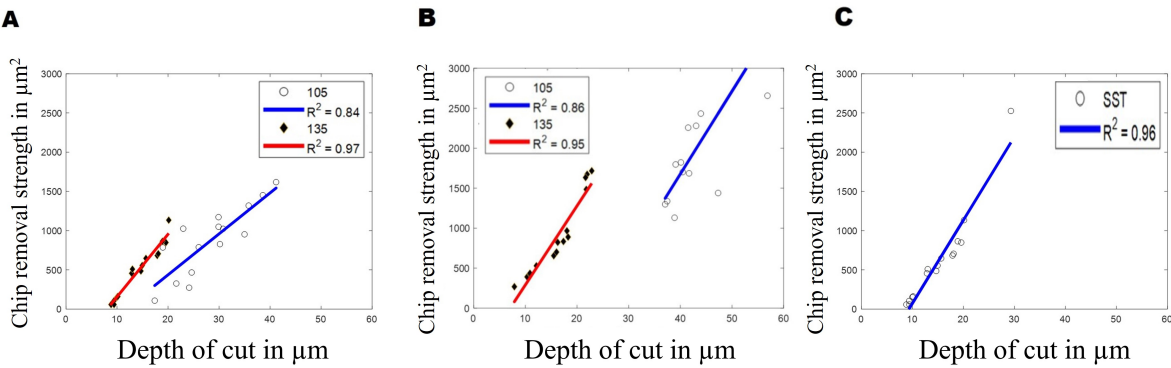 A
Chip removal strength in µm²
3000
2500
2000
1500
1000
500
0
0 10 20 30 40 50 60
Depth of cut in µm
105
R² = 0.84
135
R² = 0.97
B
Chip removal strength in µm²
3000
2500
2000
1500
1000
500
0
0 10 20 30 40 50 60
Depth of cut in µm
105
R² = 0.86
135
R² = 0.95
C
Chip removal strength in µm²
3000
2500
2000
1500
1000
500
0
0 10 20 30 40 50 60
Depth of cut in µm
SST
R² = 0.96